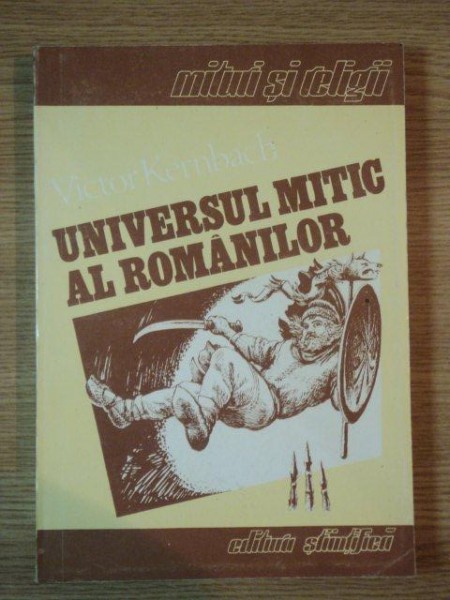 mituri și religii
Victor Kernbach
UNIVERSUL MITIC
AL ROMÂNILOR
editura științifică